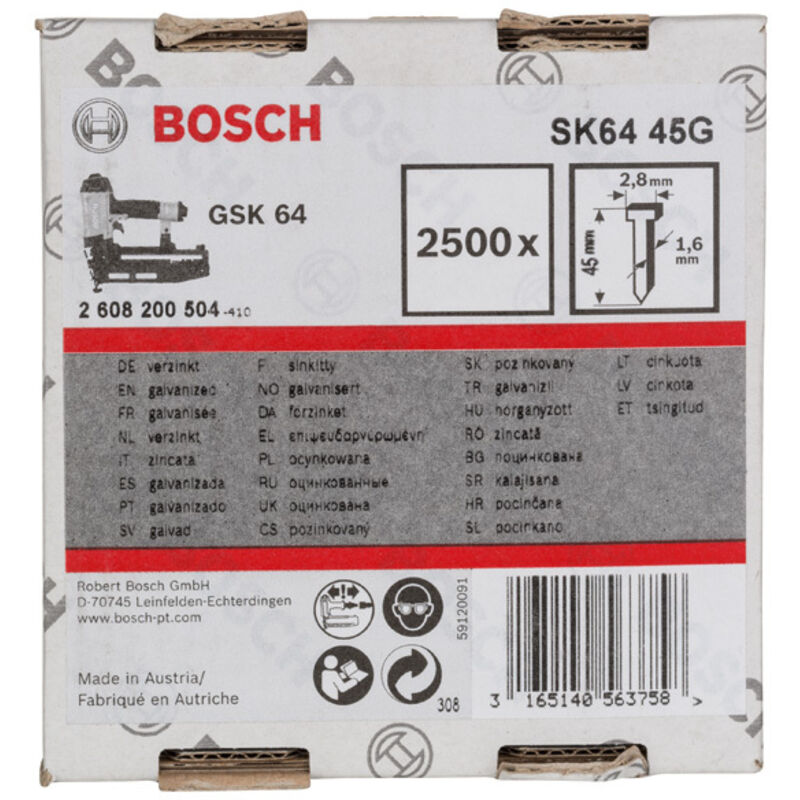 BOSCH
SK64 45G
GSK 64
2500 x
2,8mm
45 mm
1,6
mm
2 608 200 504 -410
DE verzinkt
EN galvanized
FR galvanisée
NL verzinkt
IT zincata
ES galvanizada
PT galvanizado
SV galvad
F sinkitty
NO galvanisert
DA forzinket
EL επιψευδαργυρωμένη
PL ocynkowana
RU оцинкованные
UK оцинкована
CS pozinkovaný
SK pozinkovaný
TR galvanizli
HU horganyzott
RO zincată
BG поцинкована
SR kalajisana
HR pocinčana
SL pocinkano
LT cinkuota
LV cinkota
ET tsingitud
Robert Bosch GmbH
D-70745 Leinfelden-Echterdingen
www.bosch-pt.com
Made in Austria/
Fabriqué en Autriche
59120091
308
3 165140 563758 >